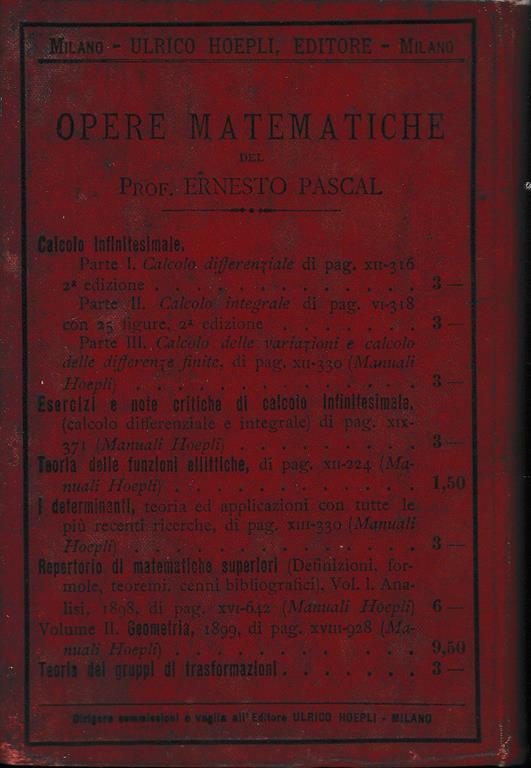 MILANO - ULRICO HOEPLI, EDITORE - MILANO
OPERE MATEMATICHE
DEL
PROF. ERNESTO PASCAL
Calcolo infinitesimale.
Parte I. Calcolo differenziale di pag. XII-316
2ª edizione . . . . . . . . . . . . . . 3 —
Parte II. Calcolo integrale di pag. VI-318
con 25 figure, 2ª edizione . . . . . . . 3 —
Parte III. Calcolo delle variazioni e calcolo
delle differenze finite, di pag. XII-330 (Manuali
Hoepli) . . . . . . . . . . . . . . . . 3 —
Esercizi e note critiche di calcolo infinitesimale,
(calcolo differenziale e integrale) di pag. XIX-
371 (Manuali Hoepli) . . . . . . . . . . 3 —
Teoria delle funzioni ellittiche, di pag. XII-224 (Ma-
nuali Hoepli) . . . . . . . . . . . . . 1,50
I determinanti, teoria ed applicazioni con tutte le
più recenti ricerche, di pag. XIII-330 (Manuali
Hoepli) . . . . . . . . . . . . . . . . 3 —
Repertorio di matematiche superiori (Definizioni, for-
mole, teoremi, cenni bibliografici), Vol. I. Ana-
lisi, 1898, di pag. XVI-642 (Manuali Hoepli) 6 —
Volume II. Geometria, 1899, di pag. XVIII-928 (Ma-
nuali Hoepli) . . . . . . . . . . . . . 9,50
Teoria dei gruppi di trasformazioni . . . . . . . 3 —
Dirigere commissioni e vaglia all'Editore ULRICO HOEPLI - MILANO